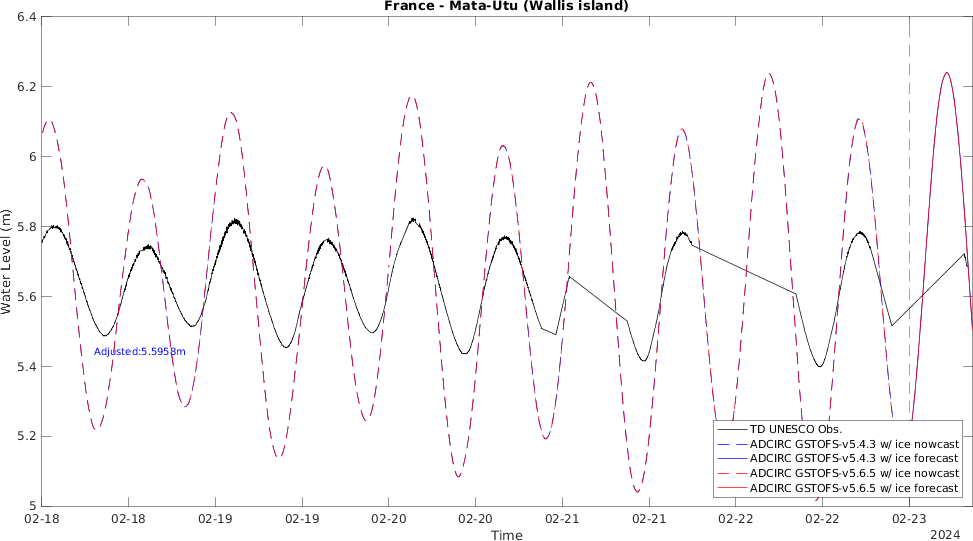 France - Mata-Utu (Wallis island)
6.4
6.2
6
5.8
5.6
5.4
5.2
5
Water Level (m)
Adjusted:5.5958m
TD UNESCO Obs.
ADCIRC GSTOFS-v5.4.3 w/ ice nowcast
ADCIRC GSTOFS-v5.4.3 w/ ice forecast
ADCIRC GSTOFS-v5.6.5 w/ ice nowcast
ADCIRC GSTOFS-v5.6.5 w/ ice forecast
02-18 02-18 02-19 02-19 02-20 02-20 02-21 02-21 02-22 02-22 02-23
Time
2024